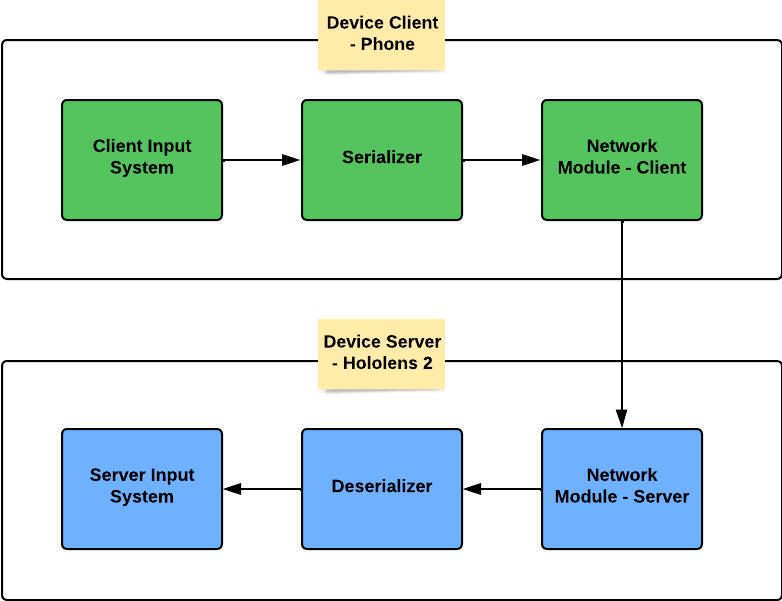 Device Client
- Phone
Client Input
System
Serializer
Network
Module - Client
Device Server
- Hololens 2
Server Input
System
Deserializer
Network
Module - Server